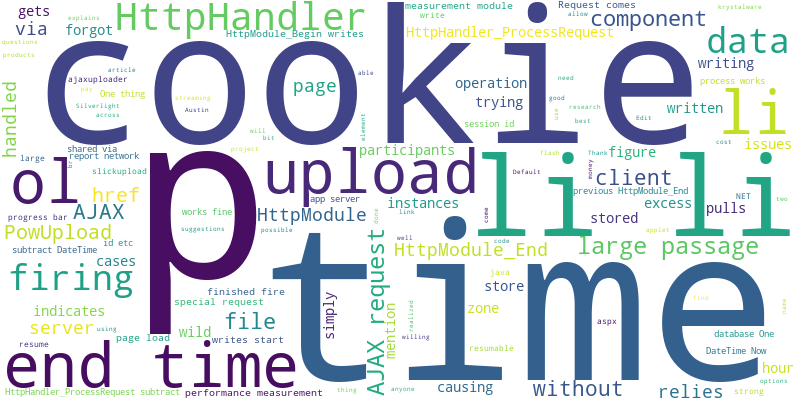 explains
krystalware
gets
via
forgot
HttpHandler
measurement module
write
Request comes
allow
component
questions
products
HttpModule_Begin writes
HttpHandler_ProcessRequest
data
cookie
article
ajaxuploader
One thing
pay
able
page
operation
trying
writing
need
process works
handled
Silverlight
across
streaming
Austin
session id
good
use
research
best
written
Edit
li
issues
shared via
will
bit
element
participants
figure
Thank
cost
large
report network
br
slickupload
project
flash
Default
money
ol
p
upload
li
li
client
previous HttpModule_End
NET
two
progress bar
href
app server
instances
excess
AJAX
works fine
suggestions
HttpModule
possible
done
link
come
stored
pulls
PowUpload
subtract DateTime
well
code
HttpModule_End
large passage
id etc
cases
firing
time
java
applet
finished fire
special request
store
indicates
server
using
file
simply
AJAX request
mention
realized
zone
resumable
find
name
wild
database One
page load
writes start
aspx
DateTime Now
resume
end time
willing
causing
without
relies
hour
options
HttpHandler_ProcessRequest subtract
performance measurement
thing
anyone
strong